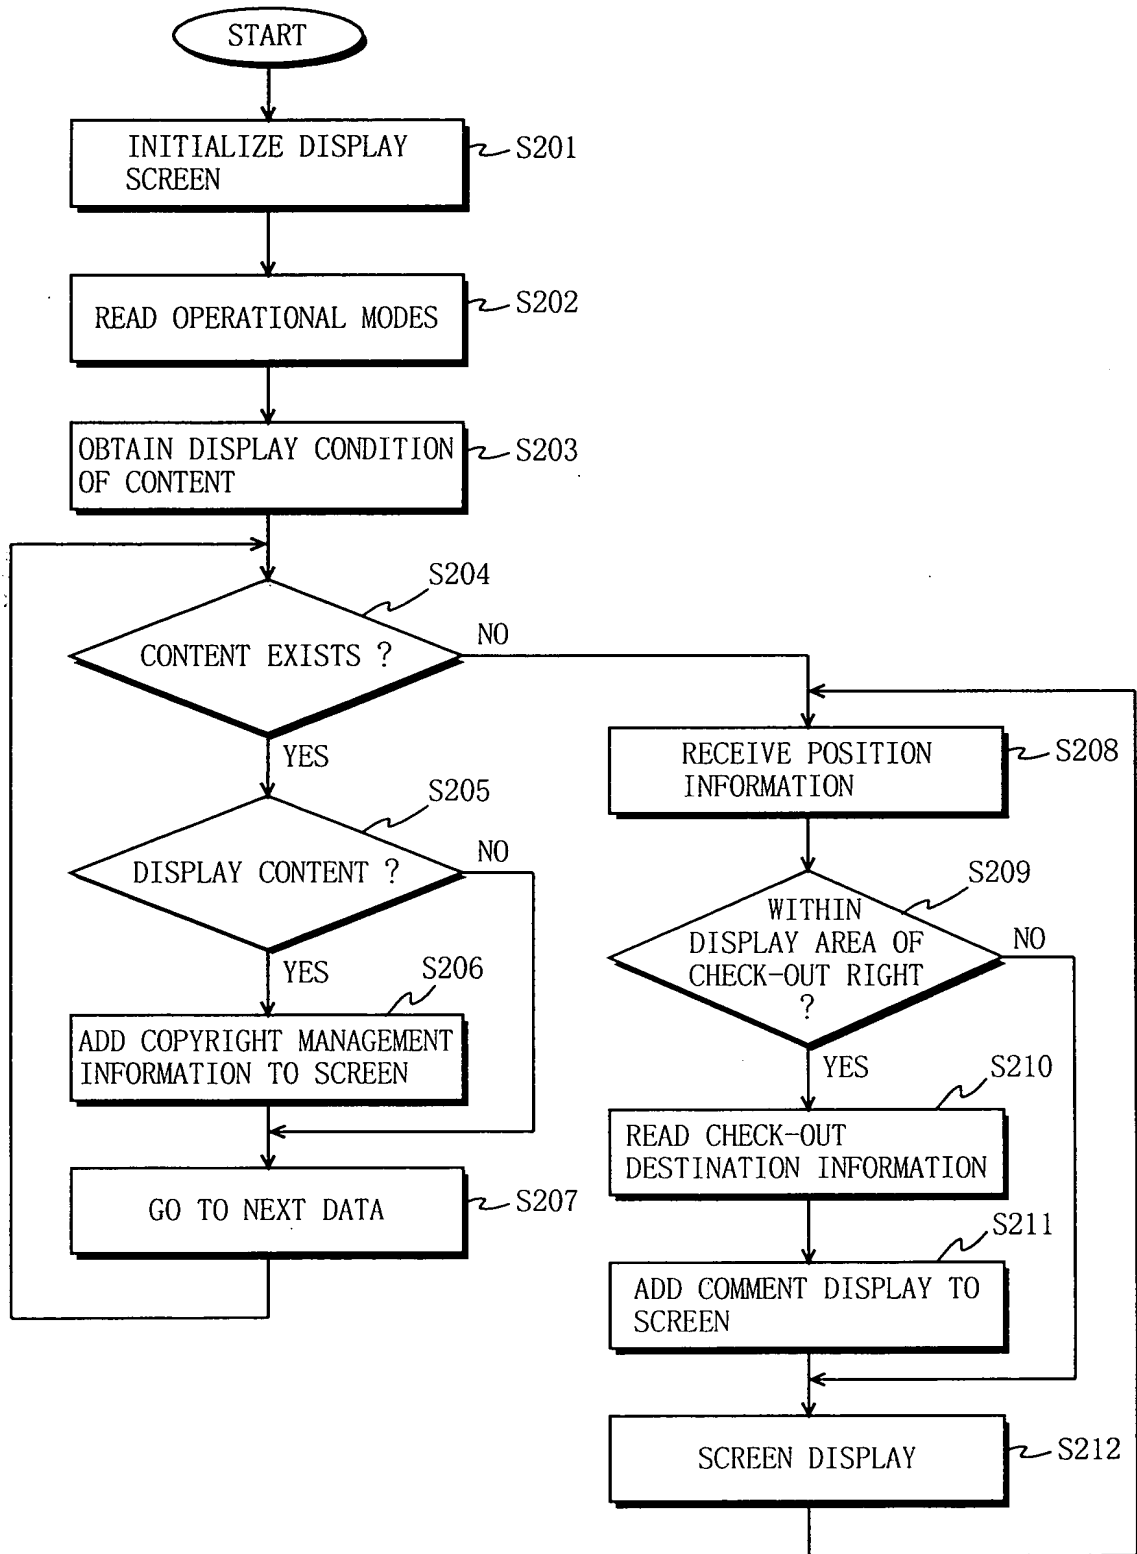 START
INITIALIZE DISPLAY
SCREEN
S201
READ OPERATIONAL MODES
S202
OBTAIN DISPLAY CONDITION
OF CONTENT
S203
S204
CONTENT EXISTS ?
NO
YES
S205
DISPLAY CONTENT ?
NO
YES
S206
ADD COPYRIGHT MANAGEMENT
INFORMATION TO SCREEN
GO TO NEXT DATA
S207
RECEIVE POSITION
INFORMATION
S208
S209
WITHIN
DISPLAY AREA OF
CHECK-OUT RIGHT
?
NO
YES
S210
READ CHECK-OUT
DESTINATION INFORMATION
S211
ADD COMMENT DISPLAY TO
SCREEN
SCREEN DISPLAY
S212